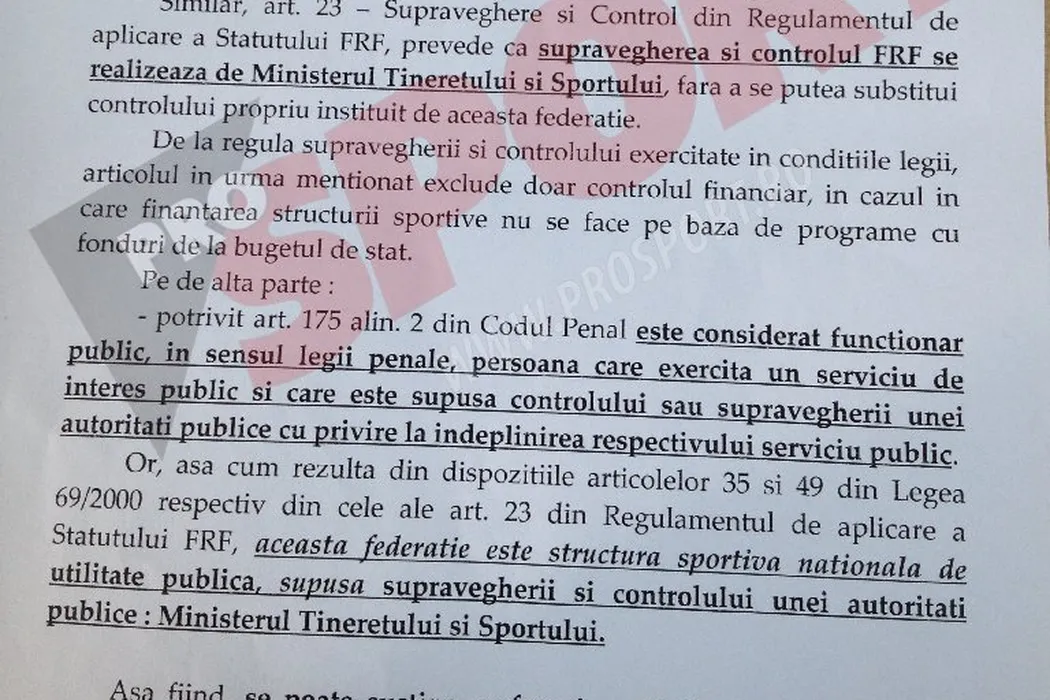 Similar, art. 23 – Supraveghere si Control din Regulamentul de
aplicare a Statutului FRF, prevede ca supravegherea si controlul FRF se
realizeaza de Ministerul Tineretului si Sportului, fara a se putea substitui
controlului propriu instituit de aceasta federatie.
De la regula supravegherii si controlului exercitate in conditiile legii,
articolul in urma mentionat exclude doar controlul financiar, in cazul in
care finantarea structurii sportive nu se face pe baza de programe cu
fonduri de la bugetul de stat.
Pe de alta parte :
- potrivit art. 175 alin. 2 din Codul Penal este considerat functionar
public, in sensul legii penale, persoana care exercita un serviciu de
interes public si care este supusa controlului sau supravegherii unei
autoritati publice cu privire la indeplinirea respectivului serviciu public.
Or, asa cum rezulta din dispozitiile articolelor 35 si 49 din Legea
69/2000 respectiv din cele ale art. 23 din Regulamentul de aplicare a
Statutului FRF, aceasta federatie este structura sportiva nationala de
utilitate publica, supusa supravegherii si controlului unei autoritati
publice : Ministerul Tineretului si Sportului.
Asa fiind, se poate
PRO
SPORT
WWW.PROSPORT.RO